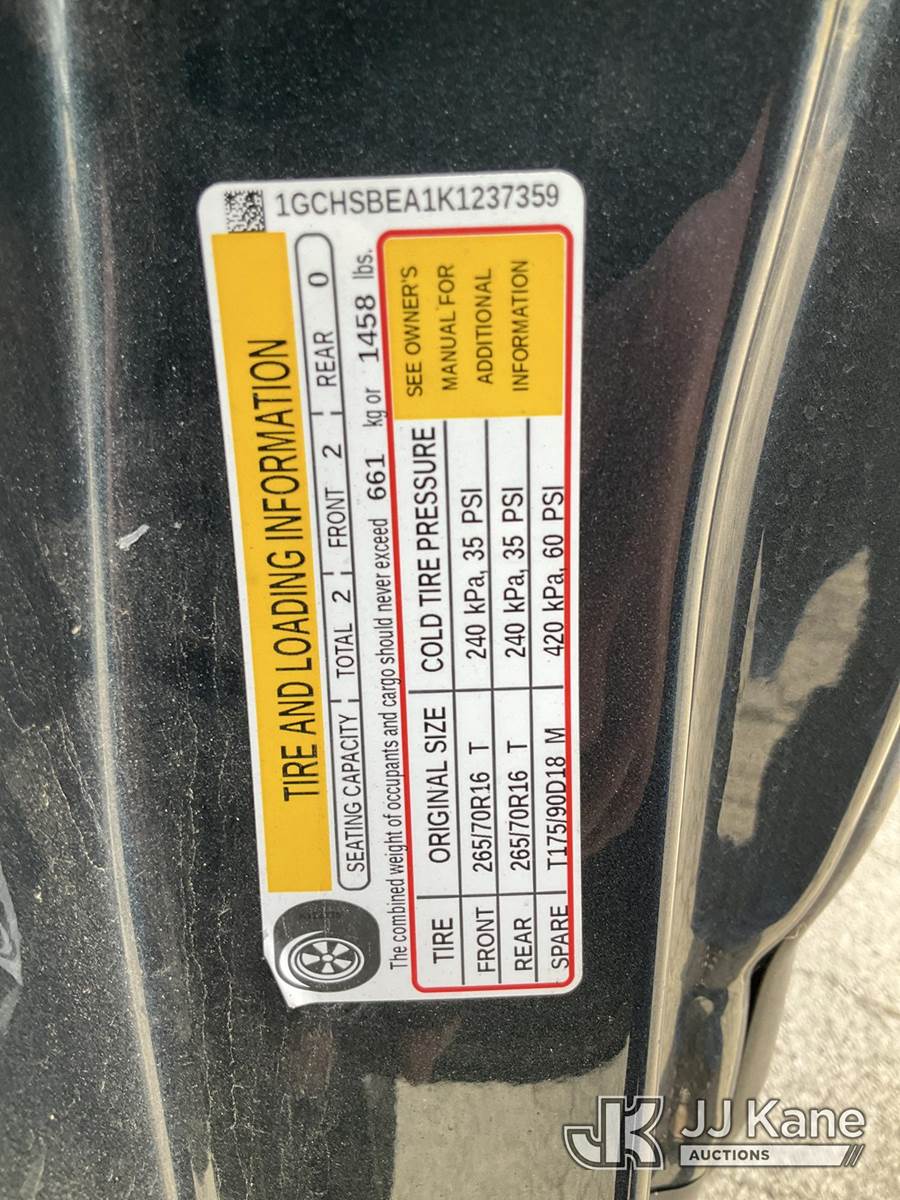 1GCHSBEA1K1237359
TIRE AND LOADING INFORMATION
SEATING CAPACITY TOTAL 2 FRONT 2 REAR 0
The combined weight of occupants and cargo should never exceed 661 kg or 1458 lbs.
TIRE ORIGINAL SIZE COLD TIRE PRESSURE
FRONT 265/70R16 T 240 kPa, 35 PSI
REAR 265/70R16 T 240 kPa, 35 PSI
SPARE T175/90D18 M 420 kPa, 60 PSI
SEE OWNER'S
MANUAL FOR
ADDITIONAL
INFORMATION
JK JJ Kane
AUCTIONS